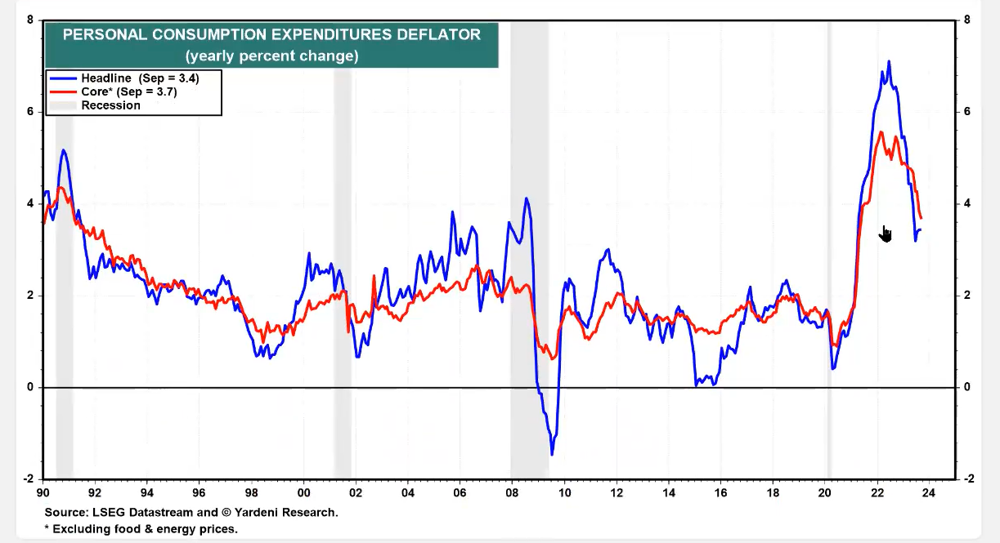 PERSONAL CONSUMPTION EXPENDITURES DEFLATOR
(yearly percent change)
Headline (Sep = 3.4)
Core* (Sep = 3.7)
Recession
8 8
6 6
4 4
2 2
0 0
-2 -2
90 92 94 96 98 00 02 04 06 08 10 12 14 16 18 20 22 24
Source: LSEG Datastream and © Yardeni Research.
* Excluding food & energy prices.